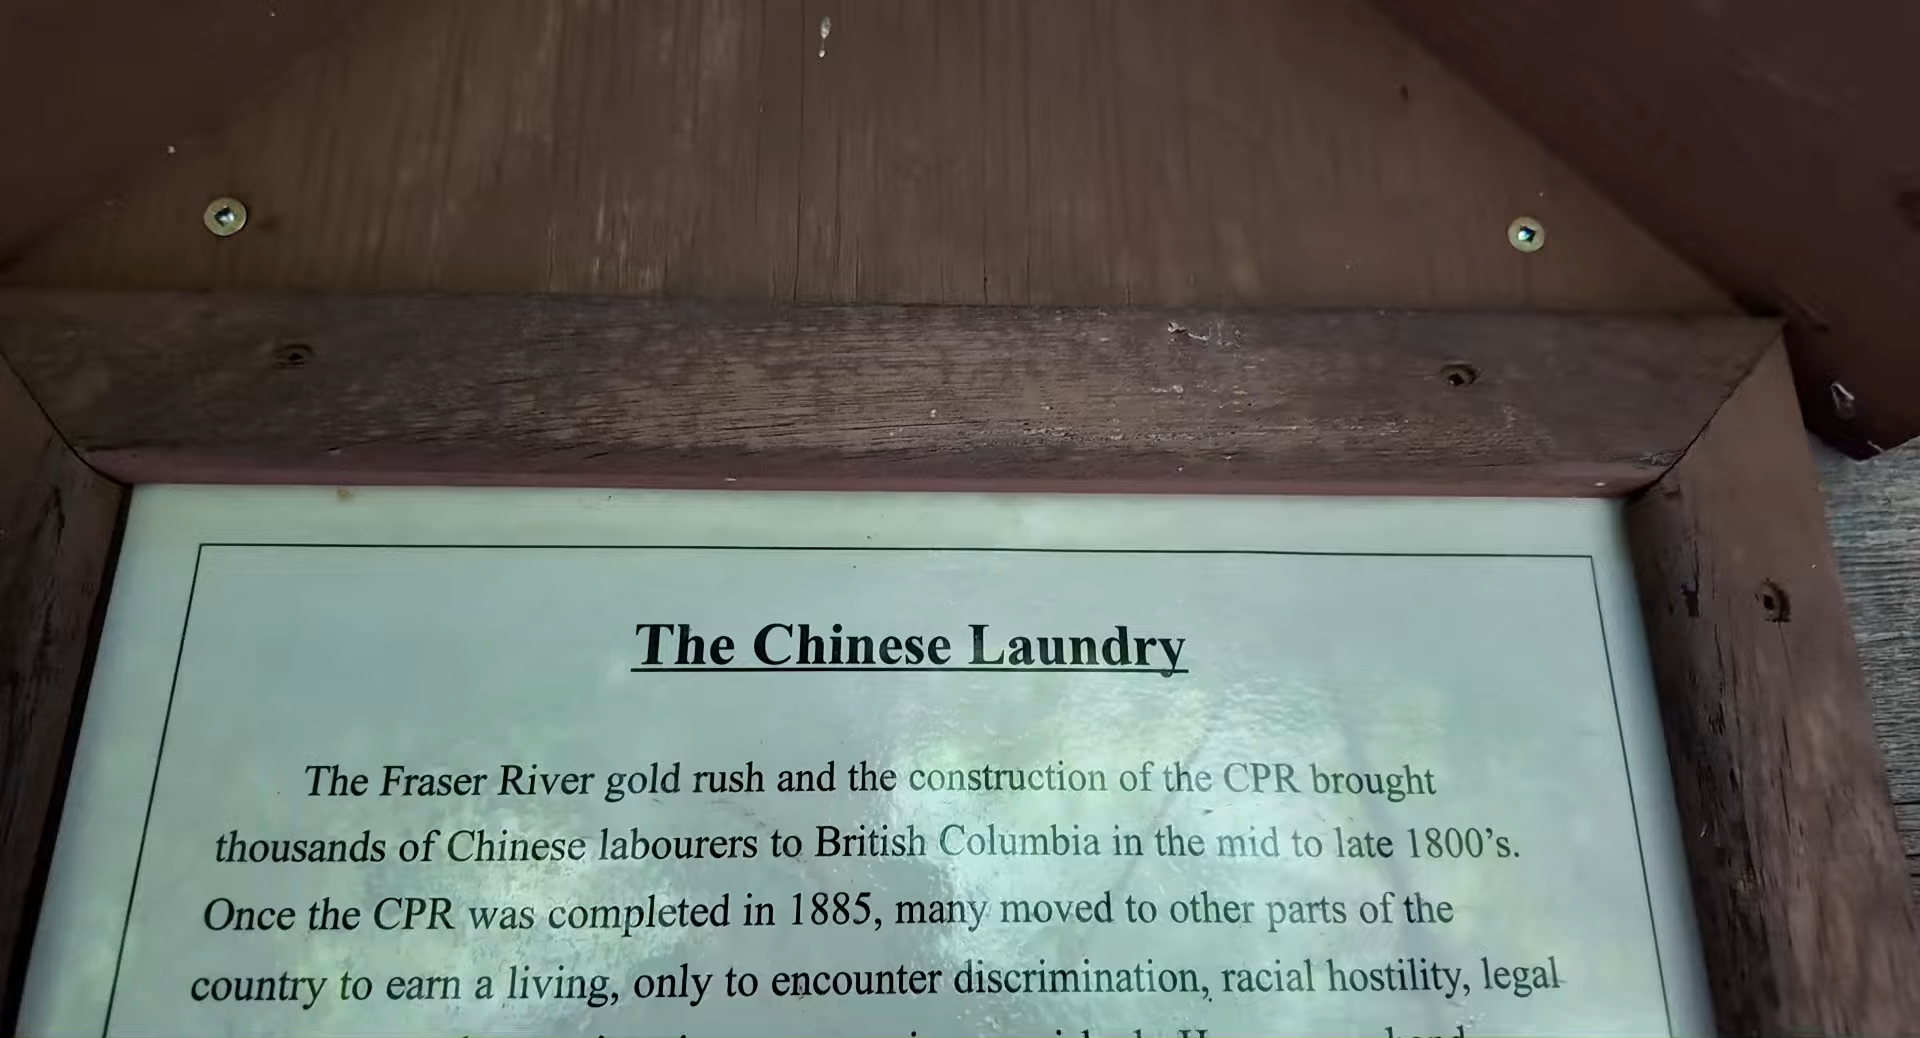 The Chinese Laundry
The Fraser River gold rush and the construction of the CPR brought
thousands of Chinese labourers to British Columbia in the mid to late 1800's.
Once the CPR was completed in 1885, many moved to other parts of the
country to earn a living, only to encounter discrimination, racial hostility, legal